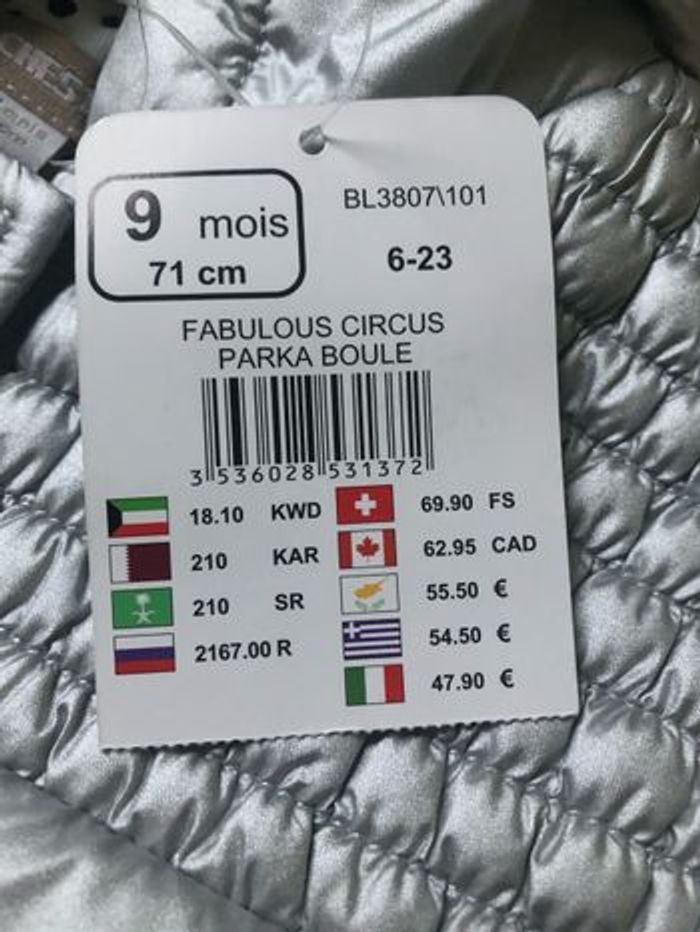 9 mois
71 cm
BL3807\101
6-23
FABULOUS CIRCUS
PARKA BOULE
3 536028 531372
18.10 KWD
210 KAR
210 SR
2167.00 R
69.90 FS
62.95 CAD
55.50 €
54.50 €
47.90 €